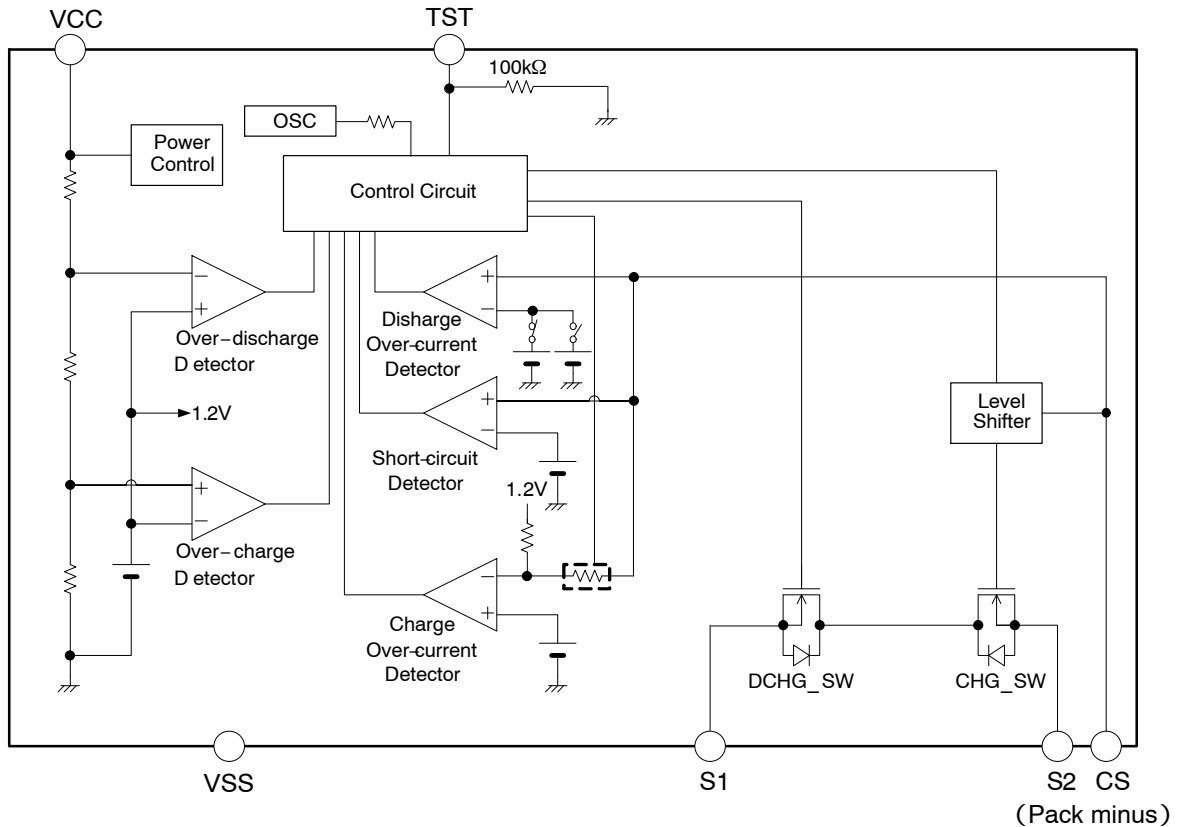 VCC
TST
100kΩ
OSC
Power
Control
Control Circuit
−
+
Over−discharge
D etector
+
−
Disharge
Over-current
Detector
1.2V
+
−
Short-circuit
Detector
Level
Shifter
+
−
Over−charge
D etector
1.2V
−
+
Charge
Over-current
Detector
DCHG_SW
CHG_SW
VSS
S1
S2
CS
(Pack minus)